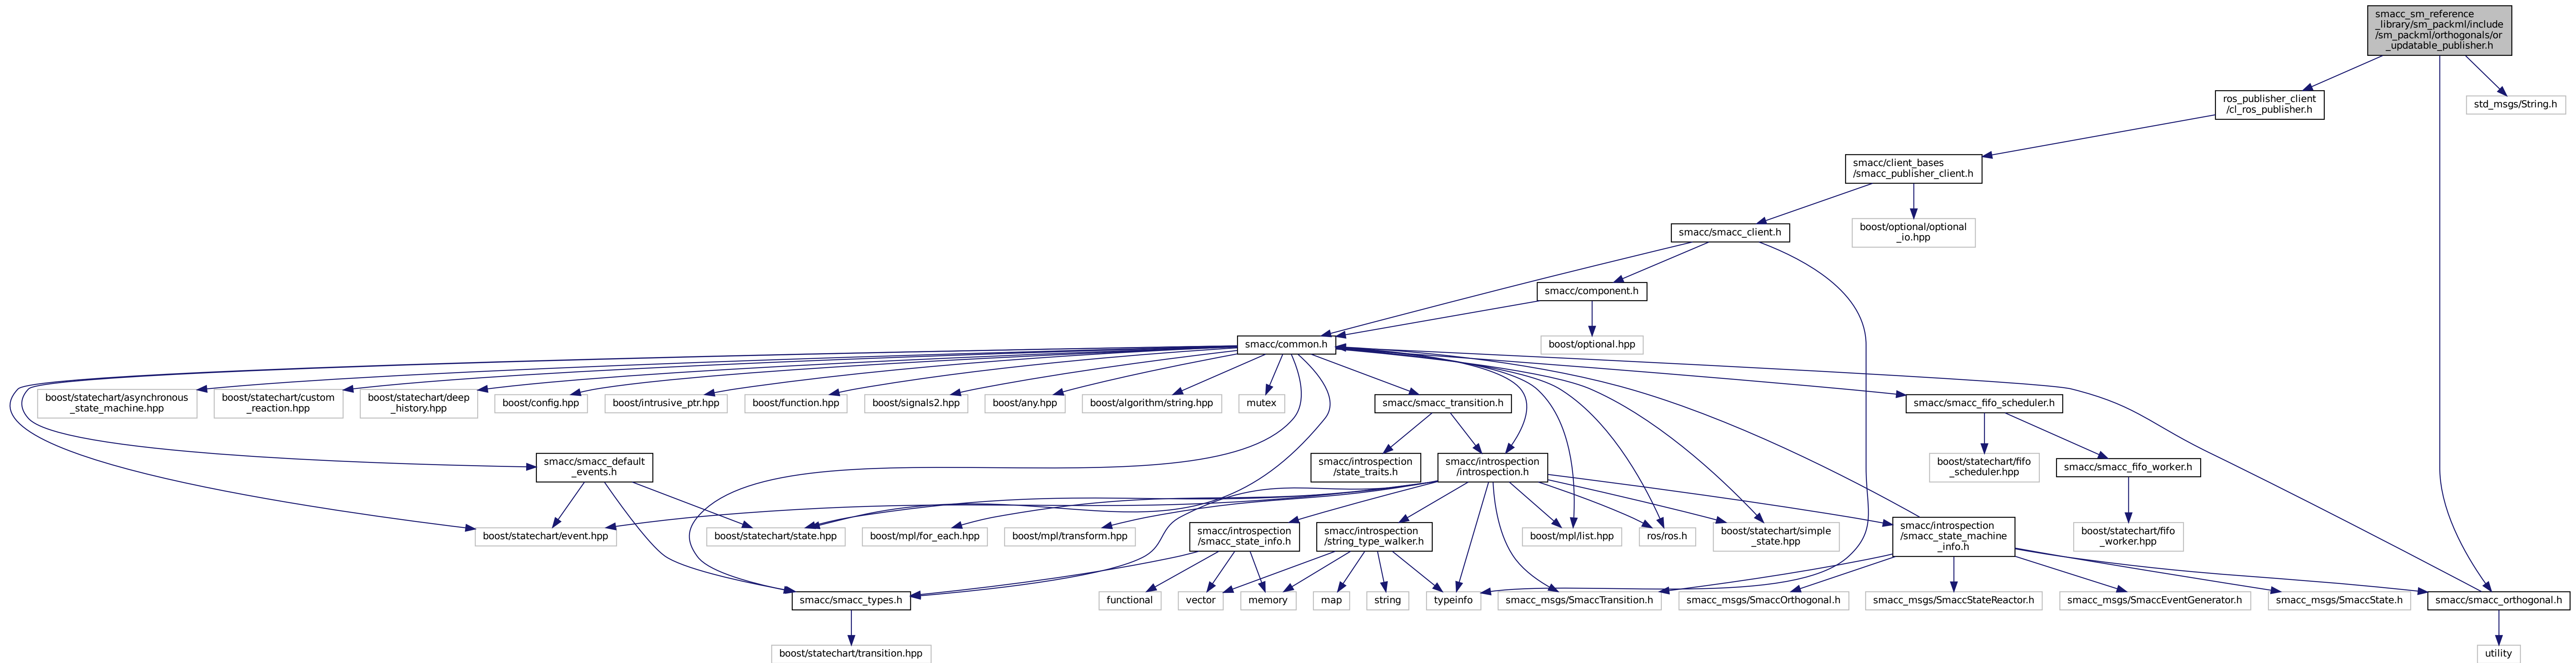 smacc_sm_reference
_library/sm_packml/include
/sm_packml/orthogonals/or
_updatable_publisher.h
ros_publisher_client
/cl_ros_publisher.h
std_msgs/String.h
smacc/client_bases
/smacc_publisher_client.h
smacc/smacc_client.h
boost/optional/optional
_io.hpp
smacc/component.h
smacc/common.h
boost/optional.hpp
boost/statechart/asynchronous
_state_machine.hpp
boost/statechart/custom
_reaction.hpp
boost/statechart/deep
_history.hpp
boost/config.hpp
boost/intrusive_ptr.hpp
boost/function.hpp
boost/signals2.hpp
boost/any.hpp
boost/algorithm/string.hpp
mutex
smacc/smacc_transition.h
smacc/smacc_fifo_scheduler.h
smacc/smacc_default
_events.h
smacc/introspection
/state_traits.h
smacc/introspection
/introspection.h
boost/statechart/fifo
_scheduler.hpp
smacc/smacc_fifo_worker.h
boost/statechart/event.hpp
boost/statechart/state.hpp
boost/mpl/for_each.hpp
boost/mpl/transform.hpp
smacc/introspection
/smacc_state_info.h
smacc/introspection
/string_type_walker.h
boost/mpl/list.hpp
ros/ros.h
boost/statechart/simple
_state.hpp
smacc/introspection
/smacc_state_machine
_info.h
boost/statechart/fifo
_worker.hpp
smacc/smacc_types.h
functional
vector
memory
map
string
typeinfo
smacc_msgs/SmaccTransition.h
smacc_msgs/SmaccOrthogonal.h
smacc_msgs/SmaccStateReactor.h
smacc_msgs/SmaccEventGenerator.h
smacc_msgs/SmaccState.h
smacc/smacc_orthogonal.h
boost/statechart/transition.hpp
utility